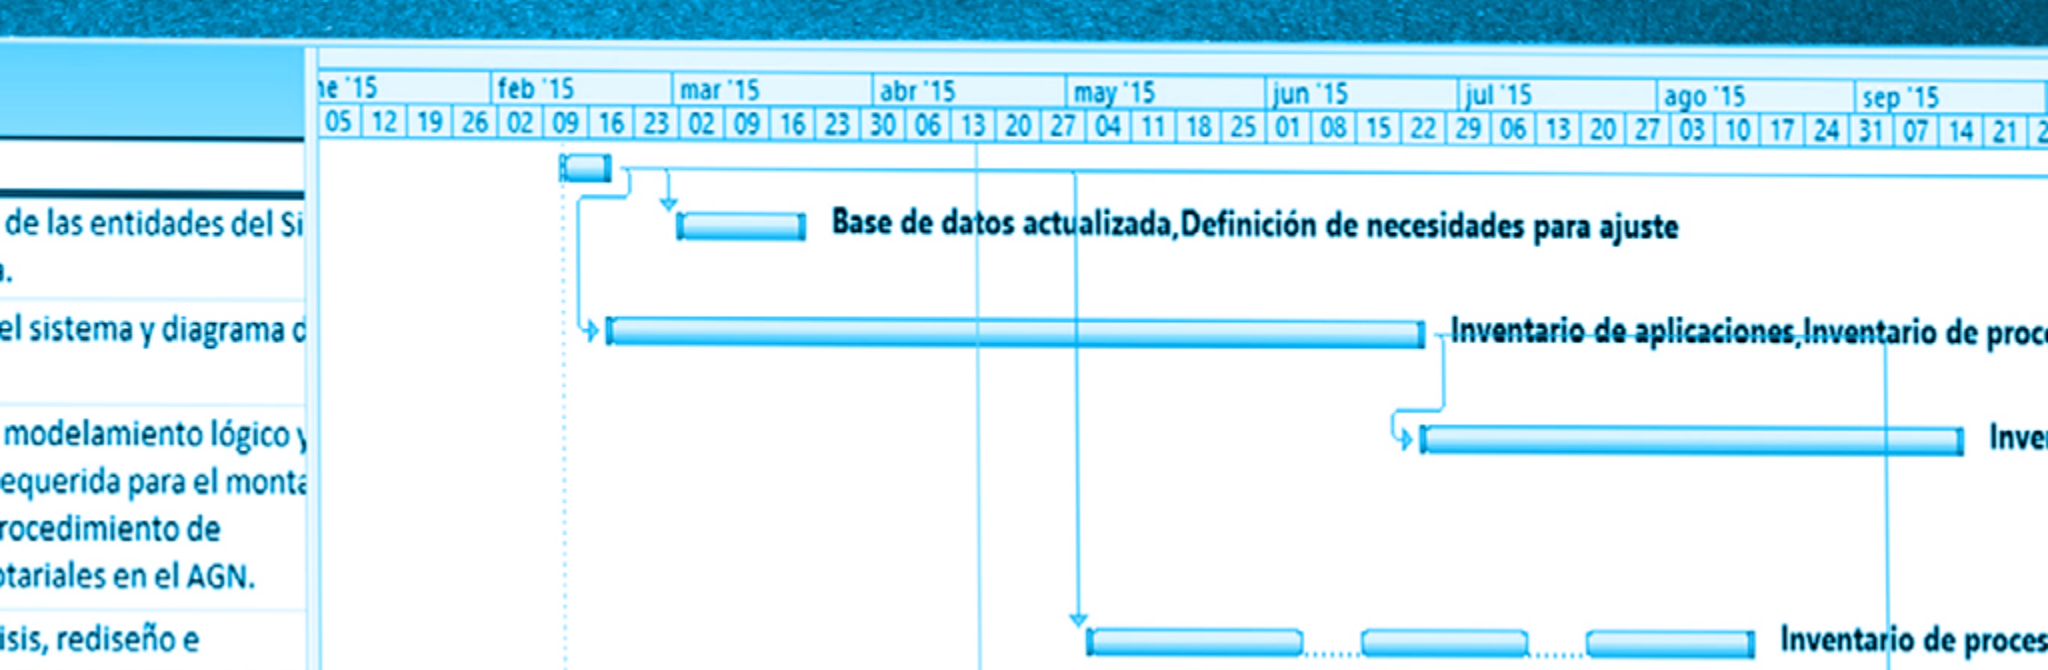 ne '15 feb '15 mar '15 abr '15 may '15 jun '15 jul '15 ago '15 sep '15
05 12 19 26 02 09 16 23 02 09 16 23 30 06 13 20 27 04 11 18 25 01 08 15 22 29 06 13 20 27 03 10 17 24 31 07 14 21 2
de las entidades del Si
a.
Base de datos actualizada,Definición de necesidades para ajuste
el sistema y diagrama d
Inventario de aplicaciones,Inventario de proce
modelamiento lógico y
equerida para el monta
rocedimiento de
otariales en el AGN.
Inve
isis, rediseño e
Inventario de proces